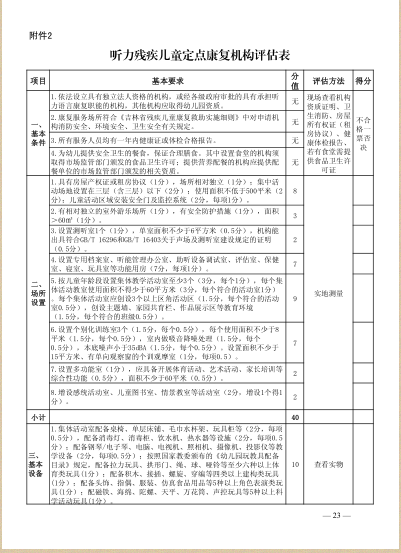 附件2
听力残疾儿童定点康复机构评估表
项目
基本要求
分值
评估方法
得分
一、基本条件
1.依法设立具有独立法人资格的机构，或经各级政府审批的具有承担听
力语言康复职能的机构，其他机构应取得幼儿园资质。
无
2.康复服务场所符合《吉林省残疾儿童康复救助实施细则》中对申请机
构消防安全、环境安全、卫生安全有关规定。
无
3.所有服务人员均有一年内健康证或体检合格报告。
无
4.为幼儿提供安全卫生的餐食，保证合理膳食。其中设置食堂的机构须
取得市场监管部门颁发的食品卫生许可；提供营养配餐的机构应提供配
餐单位的市场监管部门颁发的相关资质。
无
现场查看机构
资质证明、卫
生消防、房屋
所有权证（租
房协议）、健
康体检报告、
若有食堂需提
供食品卫生许
可证
不合格一票否决
二、场所设置
1.具有房产权证或租房协议（1分），场所相对独立（1分）；集中活
动场地设置在三层（含三层）以下（2分）；使用面积不低于500平米（2
分）；儿童活动区域安装全门及监控系统（2分，每项1分）。
8
2.有相对独立的室外游乐场所（1分），有安全防护措施（1分），面积
＞60㎡（1分）。
3
3.设置测听室1个（1分），单室面积不少于6平方米（0.5分）。机构能
出具符合GB/T 16296和GB/T 16403关于声场及测听室建设规定的证明
（0.5分）。
2
4.设置专用档案室、听能管理办公室、助听设备调试室、评估室、保健
室、寝室、玩具室等功能用房（7分，每项1分）。
7
5.按儿童年龄段设置集体教学活动室至少3个（3分，每个1分），每个集
体活动教室使用面积不得少于60平方米（3分，每个符合的活动室1分）
。每个集体活动室应创设3个以上区角活动区（1.5分，每个符合的活动
室0.5分），创设主题墙、家园共育栏、作品展示区等教育环境
（1.5分，每个符合的班级0.5分）。
9
6.设置个别化训练室3个（1.5分，每个0.5分），每个使用面积不少于8
平米（1.5分，每个0.5分），室内做吸音降噪处理（1.5分，每个
0.5分），本底噪声小于35dBA（1.5分，每个0.5分）。设置面积不少于
15平方米、有单向观察窗的个训观摩室（1分，每项0.5）。
7
7.设置多功能室（1分），应具备开展体育活动、艺术活动、家长培训等
综合性功能（0.5分），面积不少于60平米（0.5分）。
2
8.增设感统活动室、儿童图书室、情景教室等活动室（2分，增设1个得1
分）。
2
实地测量
小计
40
三、基本设备
1.集体活动室配备桌椅、单层床铺、毛巾水杯架、玩具柜等（2分，每项
0.5分），配备消毒灯、消毒柜、饮水机、热水器等设施（2分，每项0.5
分）；配备钢琴/电子琴、电脑、电视机、照相机、摄像机、投影仪等教
学设备（2分，每项0.5分）；按照国家教委颁布的《幼儿园玩教具配备
目录》规定，配备拉力玩具、拱形门、绳、球、哑铃等至少六种以上体
育类玩具（1分）；配备积木、接插、螺旋、穿编等四类以上建构类玩具
（1分）；配备头饰、指偶、服装、仿真食品用品等5种以上角色表演类玩
具（1分）；配磁铁、海绵、陀螺、天平、万花筒、声控玩具等5种以上科
学活动玩具（1分）。
10
查看实物
— 23 —